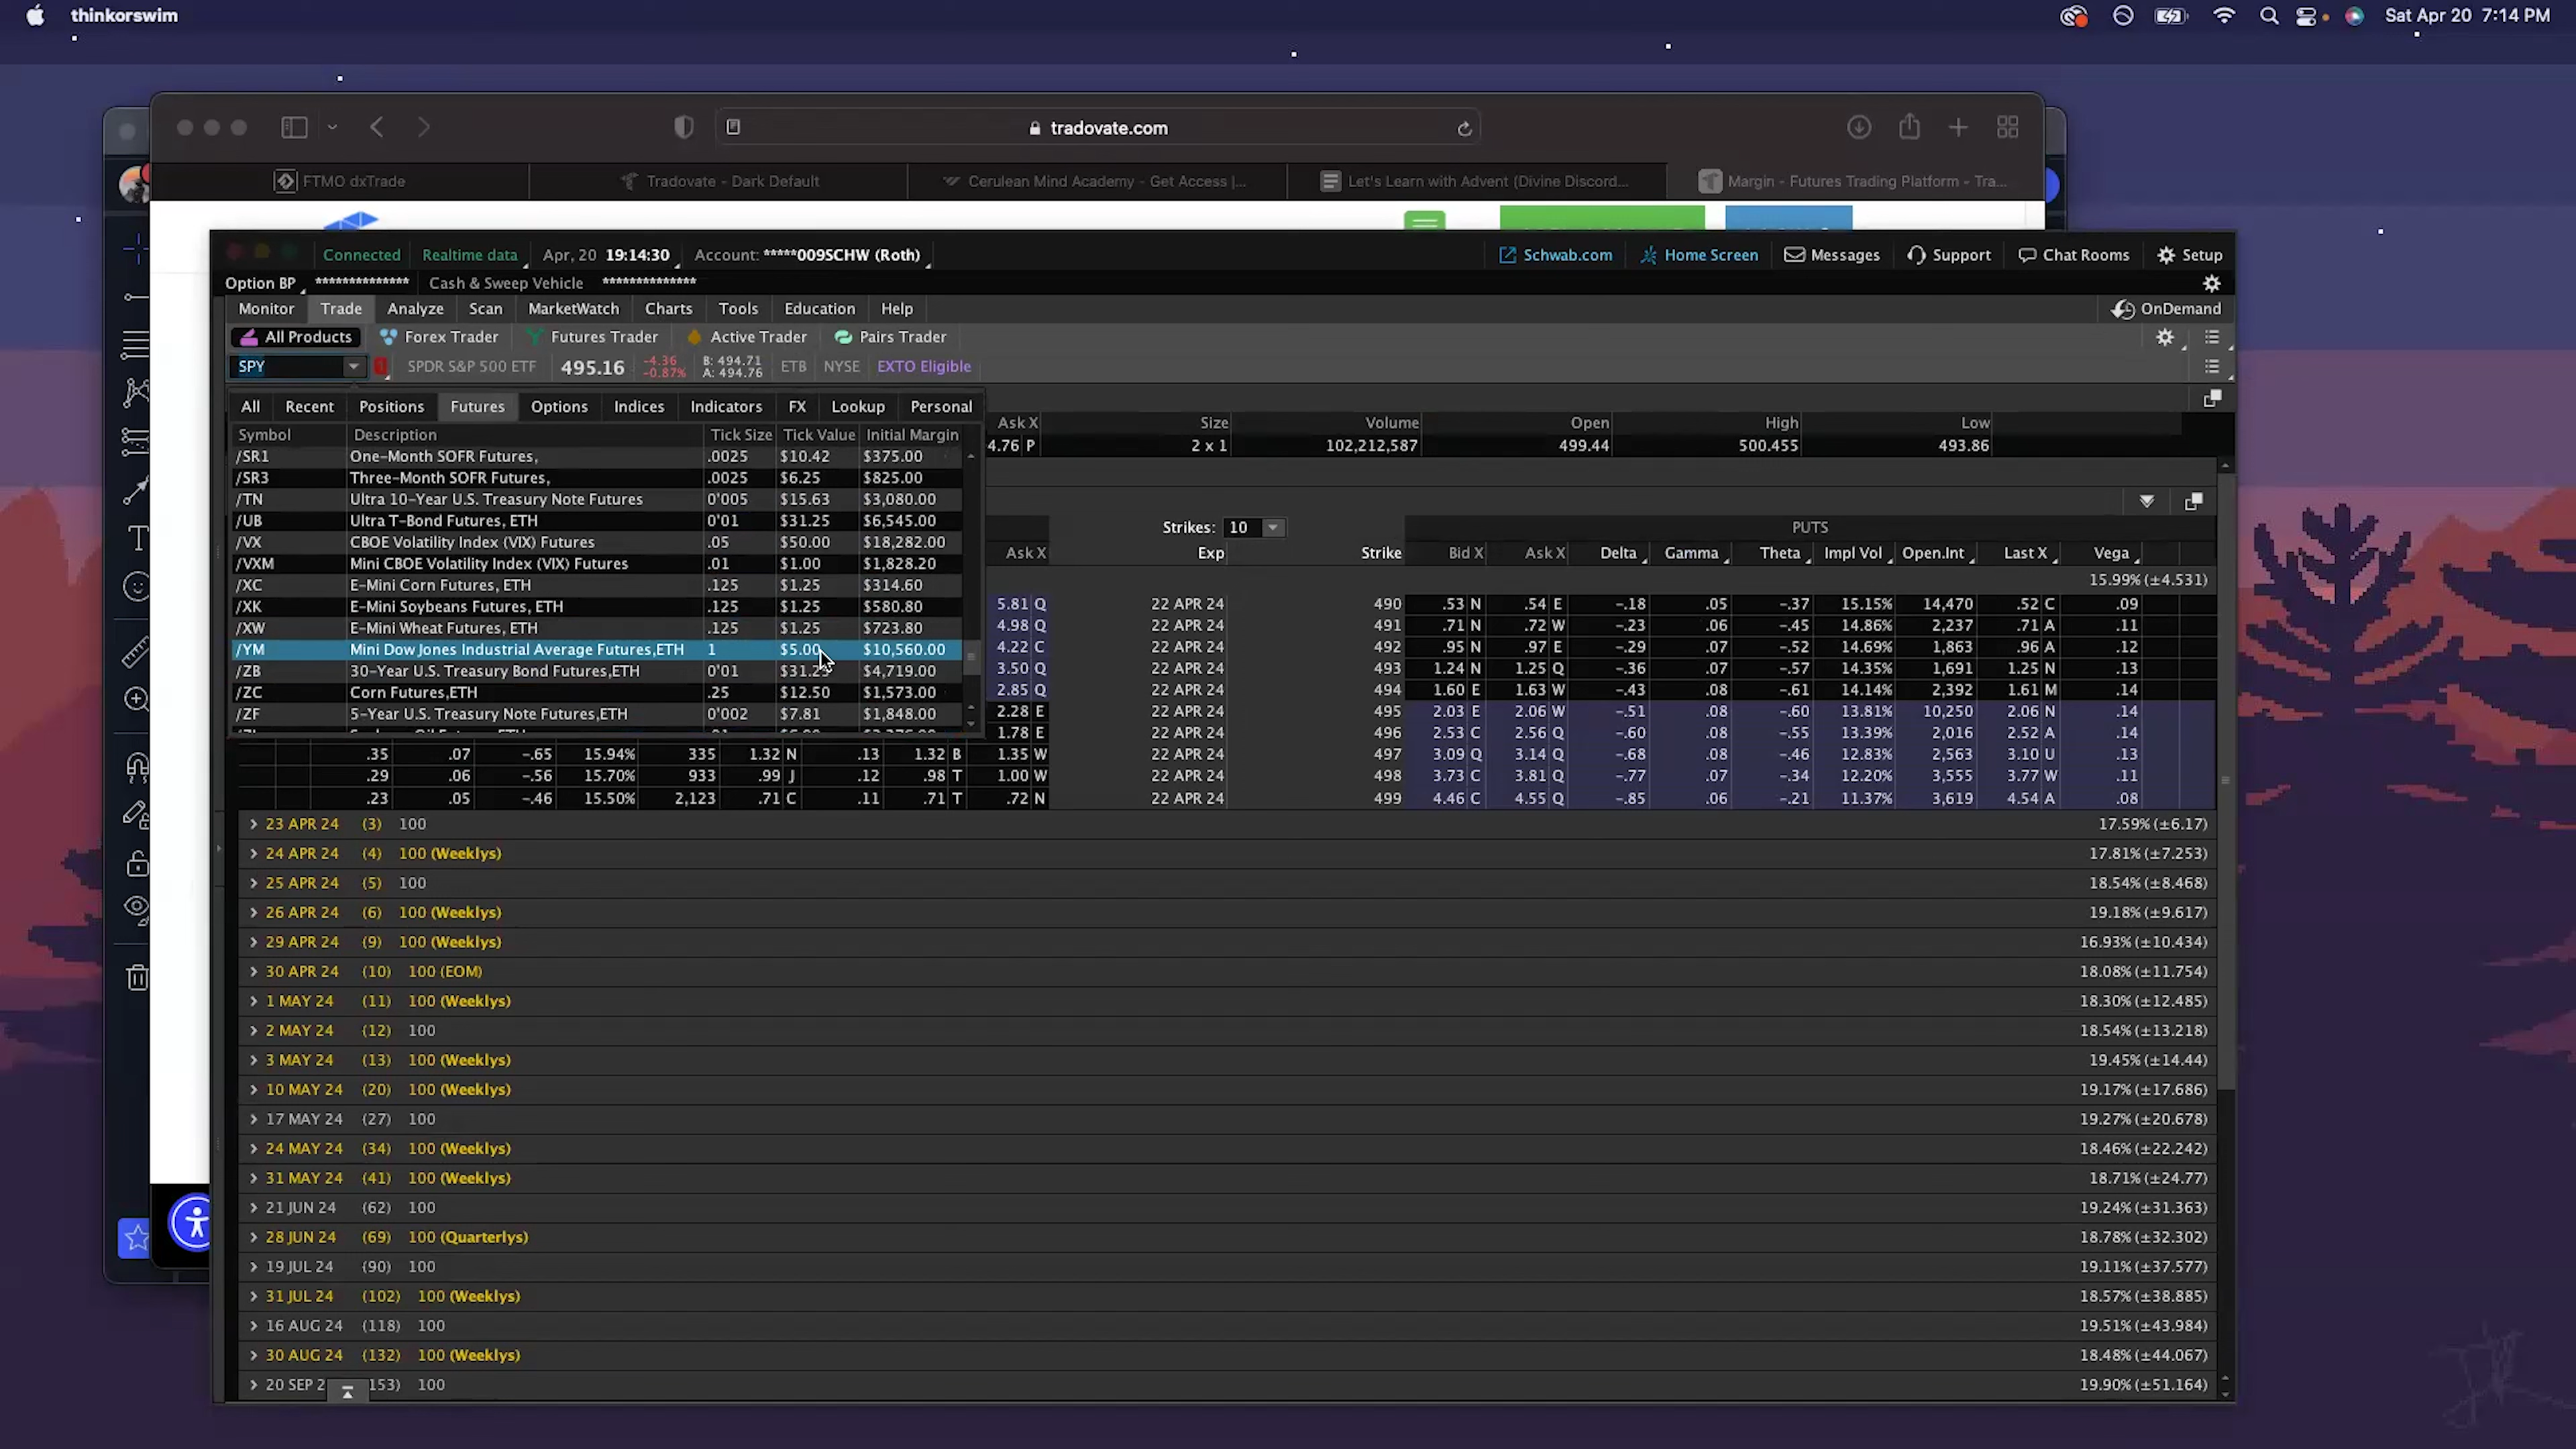 thinkorswim
Sat Apr 20 7:14 PM
tradovate.com
FTMO dxTrade
Tradovate - Dark Default
Cerulean Mind Academy - Get Access |...
Let's Learn with Advent (Divine Discord...
Margin - Futures Trading Platform - Tra...
Connected Realtime data Apr, 20 19:14:30 Account: *****009SCHW (Roth)
Schwab.com Home Screen Messages Support Chat Rooms Setup
Option BP ************** Cash & Sweep Vehicle **************
Monitor Trade Analyze Scan MarketWatch Charts Tools Education Help OnDemand
All Products Forex Trader Futures Trader Active Trader Pairs Trader
SPY SPDR S&P 500 ETF 495.16 -4.36 -0.87% B: 494.71 A: 494.76 ETB NYSE EXTO Eligible
All Recent Positions Futures Options Indices Indicators FX Lookup Personal
Ask X Size Volume Open High Low
4.76 P 2 x 1 102,212,587 499.44 500.455 493.86
Symbol Description Tick Size Tick Value Initial Margin
/SR1 One-Month SOFR Futures, .0025 $10.42 $375.00
/SR3 Three-Month SOFR Futures, .0025 $6.25 $825.00
/TN Ultra 10-Year U.S. Treasury Note Futures 0'005 $15.63 $3,080.00
/UB Ultra T-Bond Futures, ETH 0'01 $31.25 $6,545.00
/VX CBOE Volatility Index (VIX) Futures .05 $50.00 $18,282.00
/VXM Mini CBOE Volatility Index (VIX) Futures .01 $1.00 $1,828.20
/XC E-Mini Corn Futures, ETH .125 $1.25 $314.60
/XK E-Mini Soybeans Futures, ETH .125 $1.25 $580.80
/XW E-Mini Wheat Futures, ETH .125 $1.25 $723.80
/YM Mini Dow Jones Industrial Average Futures,ETH 1 $5.00 $10,560.00
/ZB 30-Year U.S. Treasury Bond Futures,ETH 0'01 $31.25 $4,719.00
/ZC Corn Futures,ETH .25 $12.50 $1,573.00
/ZF 5-Year U.S. Treasury Note Futures,ETH 0'002 $7.81 $1,848.00
Strikes: 10 PUTS
Ask X Exp Strike Bid X Ask X Delta Gamma Theta Impl Vol Open.Int Last X Vega
15.99% (±4.531)
5.81 Q 22 APR 24 490 .53 N .54 E -.18 .05 -.37 15.15% 14,470 .52 C .09
4.98 Q 22 APR 24 491 .71 N .72 W -.23 .06 -.45 14.86% 2,237 .71 A .11
4.22 C 22 APR 24 492 .95 N .97 E -.29 .07 -.52 14.69% 1,863 .96 A .12
3.50 Q 22 APR 24 493 1.24 N 1.25 Q -.36 .07 -.57 14.35% 1,691 1.25 N .13
2.85 Q 22 APR 24 494 1.60 E 1.63 W -.43 .08 -.61 14.14% 2,392 1.61 M .14
2.28 E 22 APR 24 495 2.03 E 2.06 W -.51 .08 -.60 13.81% 10,250 2.06 N .14
1.78 E 22 APR 24 496 2.53 C 2.56 Q -.60 .08 -.55 13.39% 2,016 2.52 A .14
.35 .07 -.65 15.94% 335 1.32 N .13 1.32 B 1.35 W 22 APR 24 497 3.09 Q 3.14 Q -.68 .08 -.46 12.83% 2,563 3.10 U .13
.29 .06 -.56 15.70% 933 .99 J .12 .98 T 1.00 W 22 APR 24 498 3.73 C 3.81 Q -.77 .07 -.34 12.20% 3,555 3.77 W .11
.23 .05 -.46 15.50% 2,123 .71 C .11 .71 T .72 N 22 APR 24 499 4.46 C 4.55 Q -.85 .06 -.21 11.37% 3,619 4.54 A .08
23 APR 24 (3) 100 17.59% (±6.17)
24 APR 24 (4) 100 (Weeklys) 17.81% (±7.253)
25 APR 24 (5) 100 18.54% (±8.468)
26 APR 24 (6) 100 (Weeklys) 19.18% (±9.617)
29 APR 24 (9) 100 (Weeklys) 16.93% (±10.434)
30 APR 24 (10) 100 (EOM) 18.08% (±11.754)
1 MAY 24 (11) 100 (Weeklys) 18.30% (±12.485)
2 MAY 24 (12) 100 18.54% (±13.218)
3 MAY 24 (13) 100 (Weeklys) 19.45% (±14.44)
10 MAY 24 (20) 100 (Weeklys) 19.17% (±17.686)
17 MAY 24 (27) 100 19.27% (±20.678)
24 MAY 24 (34) 100 (Weeklys) 18.46% (±22.242)
31 MAY 24 (41) 100 (Weeklys) 18.71% (±24.77)
21 JUN 24 (62) 100 19.24% (±31.363)
28 JUN 24 (69) 100 (Quarterlys) 18.78% (±32.302)
19 JUL 24 (90) 100 19.11% (±37.577)
31 JUL 24 (102) 100 (Weeklys) 18.57% (±38.885)
16 AUG 24 (118) 100 19.51% (±43.984)
30 AUG 24 (132) 100 (Weeklys) 18.48% (±44.067)
20 SEP 2 153) 100 19.90% (±51.164)